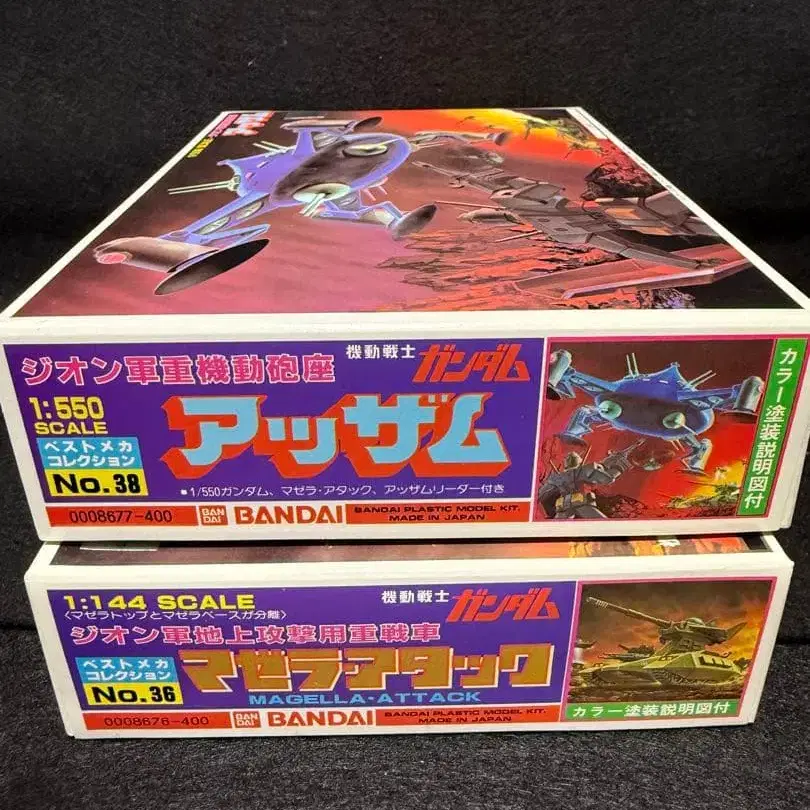 アッザム
機動戦士 ガンダム
ジオン軍重機動砲座
1:550
SCALE
アッザム
ベストメカ
コレクション
No.38
■1/550ガンダム、マゼラ・アタック、アッザムリーダー付き
0008677-400
BAN
DAI
BANDAI
BANDAI PLASTIC MODEL KIT.
MADE IN JAPAN
カラー塗装説明図付
1:144 SCALE
〈マゼラトップとマゼラベースが分離〉
機動戦士 ガンダム
ジオン軍地上攻撃用重戦車
ベストメカ
コレクション
No.36
マゼラ・アタック
MAGELLA-ATTACK
0008676-400
BAN
DAI
BANDAI
BANDAI PLASTIC MODEL KIT.
MADE IN JAPAN
カラー塗装説明図付